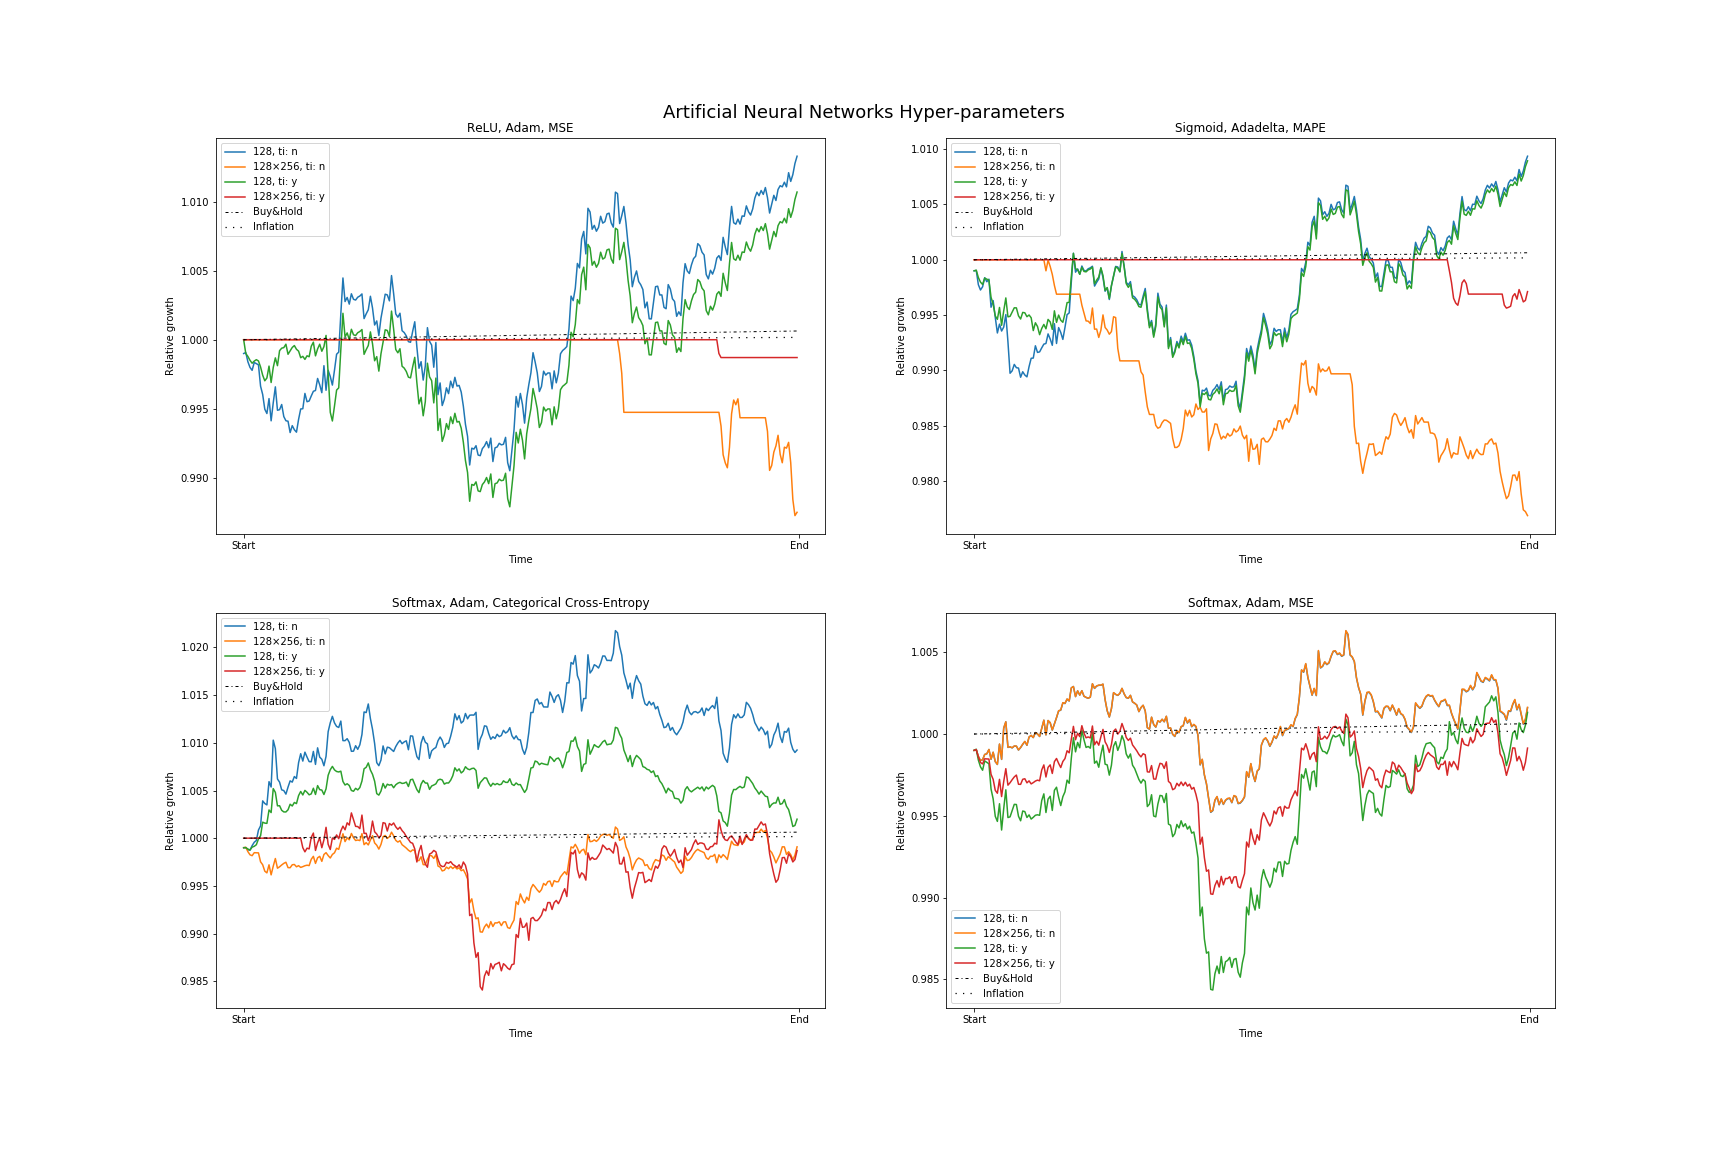 Artificial Neural Networks Hyper-parameters
ReLU, Adam, MSE
128, ti: n
128×256, ti: n
128, ti: y
128×256, ti: y
Buy&Hold
Inflation
1.010
1.005
1.000
0.995
0.990
Relative growth
Start
End
Time
Sigmoid, Adadelta, MAPE
128, ti: n
128×256, ti: n
128, ti: y
128×256, ti: y
Buy&Hold
Inflation
1.010
1.005
1.000
0.995
0.990
0.985
0.980
Relative growth
Start
End
Time
Softmax, Adam, Categorical Cross-Entropy
128, ti: n
128×256, ti: n
128, ti: y
128×256, ti: y
Buy&Hold
Inflation
1.020
1.015
1.010
1.005
1.000
0.995
0.990
0.985
Relative growth
Start
End
Time
Softmax, Adam, MSE
1.005
1.000
0.995
0.990
0.985
Relative growth
128, ti: n
128×256, ti: n
128, ti: y
128×256, ti: y
Buy&Hold
Inflation
Start
End
Time